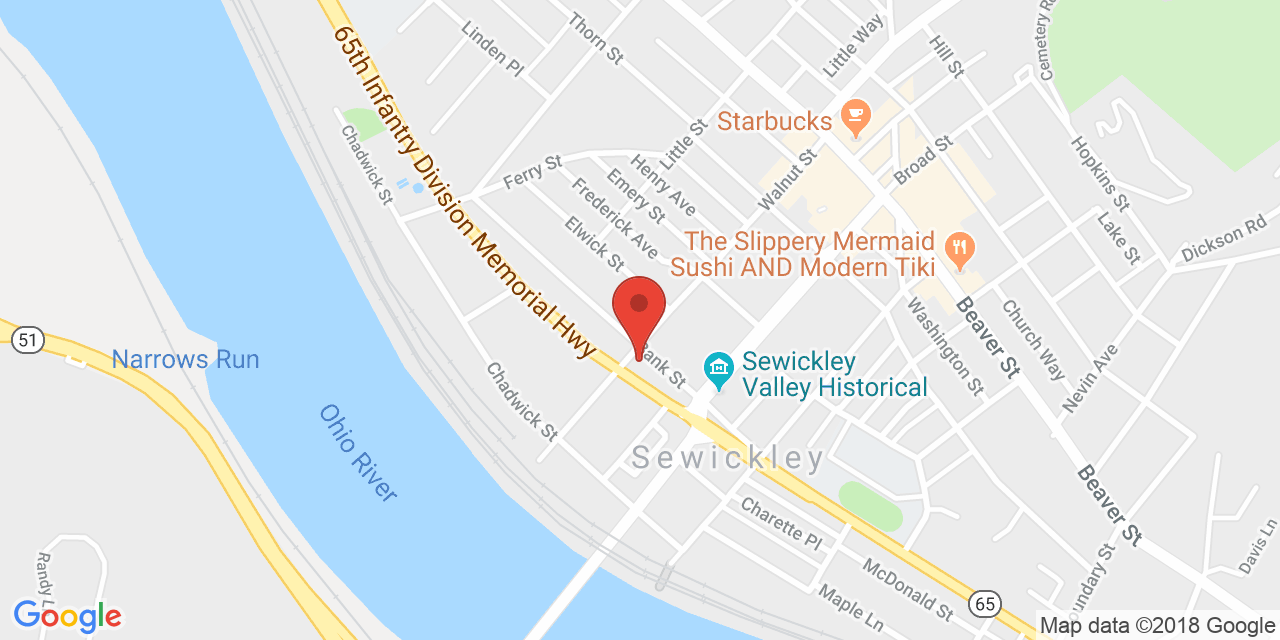 Cemetery Rd
Little Way
Thorn St
Linden Pl
Hill St
65th Infantry Division Memorial Hwy
Starbucks
Little St
Chadwick St
Ferry St
Henry Ave
Emery St
Frederick Ave
Elwick St
Walnut St
Broad St
Hopkins St
Lake St
Dickson Rd
The Slippery Mermaid
Sushi AND Modern Tiki
Washington St
Beaver St
Church Way
Nevin Ave
51
Narrows Run
Bank St
Sewickley
Valley Historical
Chadwick St
Ohio River
Sewickley
Beaver St
Charette Pl
McDonald St
Maple Ln
65
Davis Ln
Randy L
oundary St
Google
Map data ©2018 Google